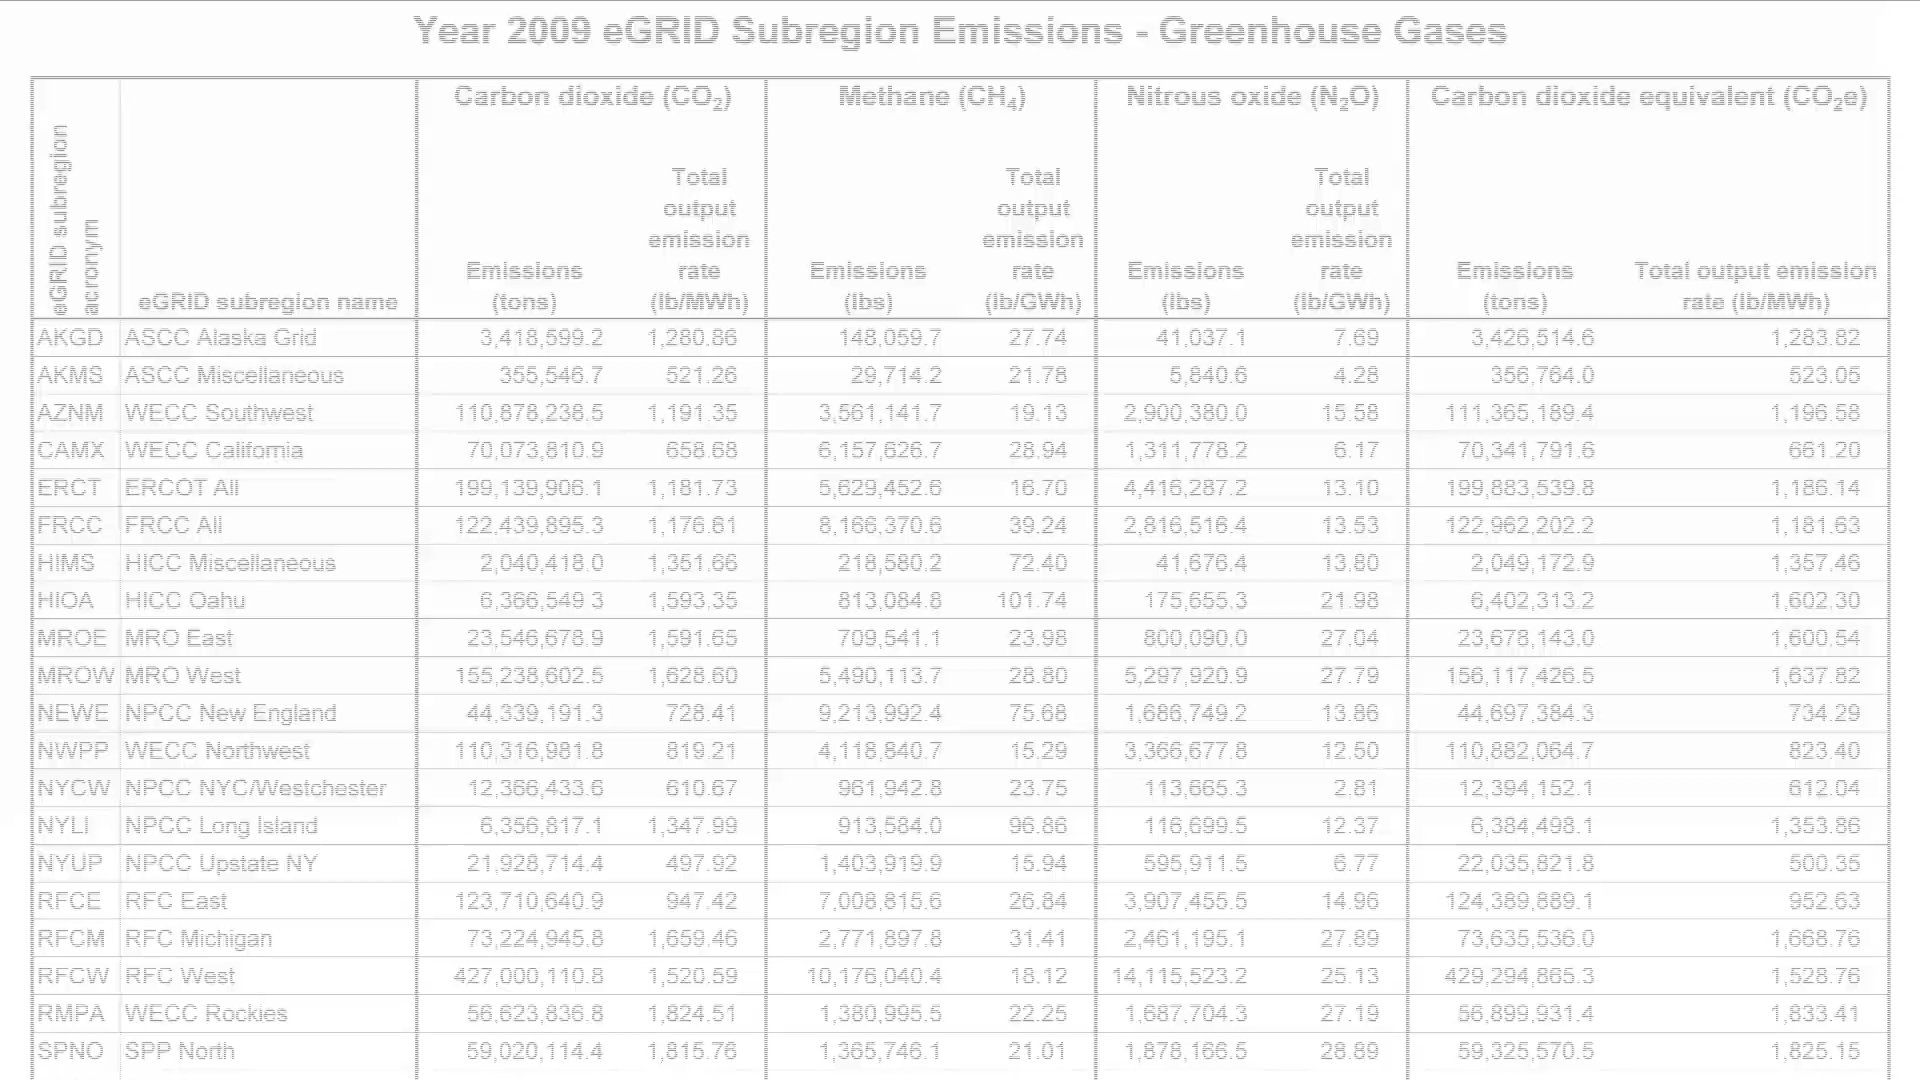 Year 2009 eGRID Subregion Emissions - Greenhouse Gases
Carbon dioxide (CO2) Methane (CH4) Nitrous oxide (N2O) Carbon dioxide equivalent (CO2e)
eGRID subregion acronym eGRID subregion name Emissions (tons) Total output emission rate (lb/MWh) Emissions (lbs) Total output emission rate (lb/GWh) Emissions (lbs) Total output emission rate (lb/GWh) Emissions (tons) Total output emission rate (lb/MWh)
AKGD ASCC Alaska Grid 3,418,599.2 1,280.86 148,059.7 27.74 41,037.1 7.69 3,426,514.6 1,283.82
AKMS ASCC Miscellaneous 355,546.7 521.26 29,714.2 21.78 5,840.6 4.28 356,764.0 523.05
AZNM WECC Southwest 110,878,238.5 1,191.35 3,561,141.7 19.13 2,900,380.0 15.58 111,365,189.4 1,196.58
CAMX WECC California 70,073,810.9 658.68 6,157,626.7 28.94 1,311,778.2 6.17 70,341,791.6 661.20
ERCT ERCOT All 199,139,906.1 1,181.73 5,629,452.6 16.70 4,416,287.2 13.10 199,883,539.8 1,186.14
FRCC FRCC All 122,439,895.3 1,176.61 8,166,370.6 39.24 2,816,516.4 13.53 122,962,202.2 1,181.63
HIMS HICC Miscellaneous 2,040,418.0 1,351.66 218,580.2 72.40 41,676.4 13.80 2,049,172.9 1,357.46
HIOA HICC Oahu 6,366,549.3 1,593.35 813,084.8 101.74 175,655.3 21.98 6,402,313.2 1,602.30
MROE MRO East 23,546,678.9 1,591.65 709,541.1 23.98 800,090.0 27.04 23,678,143.0 1,600.54
MROW MRO West 155,238,602.5 1,628.60 5,490,113.7 28.80 5,297,920.9 27.79 156,117,426.5 1,637.82
NEWE NPCC New England 44,339,191.3 728.41 9,213,992.4 75.68 1,686,749.2 13.86 44,697,384.3 734.29
NWPP WECC Northwest 110,316,981.8 819.21 4,118,840.7 15.29 3,366,677.8 12.50 110,882,064.7 823.40
NYCW NPCC NYC/Westchester 12,366,433.6 610.67 961,942.8 23.75 113,665.3 2.81 12,394,152.1 612.04
NYLI NPCC Long Island 6,356,817.1 1,347.99 913,584.0 96.86 116,699.5 12.37 6,384,498.1 1,353.86
NYUP NPCC Upstate NY 21,928,714.4 497.92 1,403,919.9 15.94 595,911.5 6.77 22,035,821.8 500.35
RFCE RFC East 123,710,640.9 947.42 7,008,815.6 26.84 3,907,455.5 14.96 124,389,889.1 952.63
RFCM RFC Michigan 73,224,945.8 1,659.46 2,771,897.8 31.41 2,461,195.1 27.89 73,635,536.0 1,668.76
RFCW RFC West 427,000,110.8 1,520.59 10,176,040.4 18.12 14,115,523.2 25.13 429,294,865.3 1,528.76
RMPA WECC Rockies 56,623,836.8 1,824.51 1,380,995.5 22.25 1,687,704.3 27.19 56,899,931.4 1,833.41
SPNO SPP North 59,020,114.4 1,815.76 1,365,746.1 21.01 1,878,166.5 28.89 59,325,570.5 1,825.15